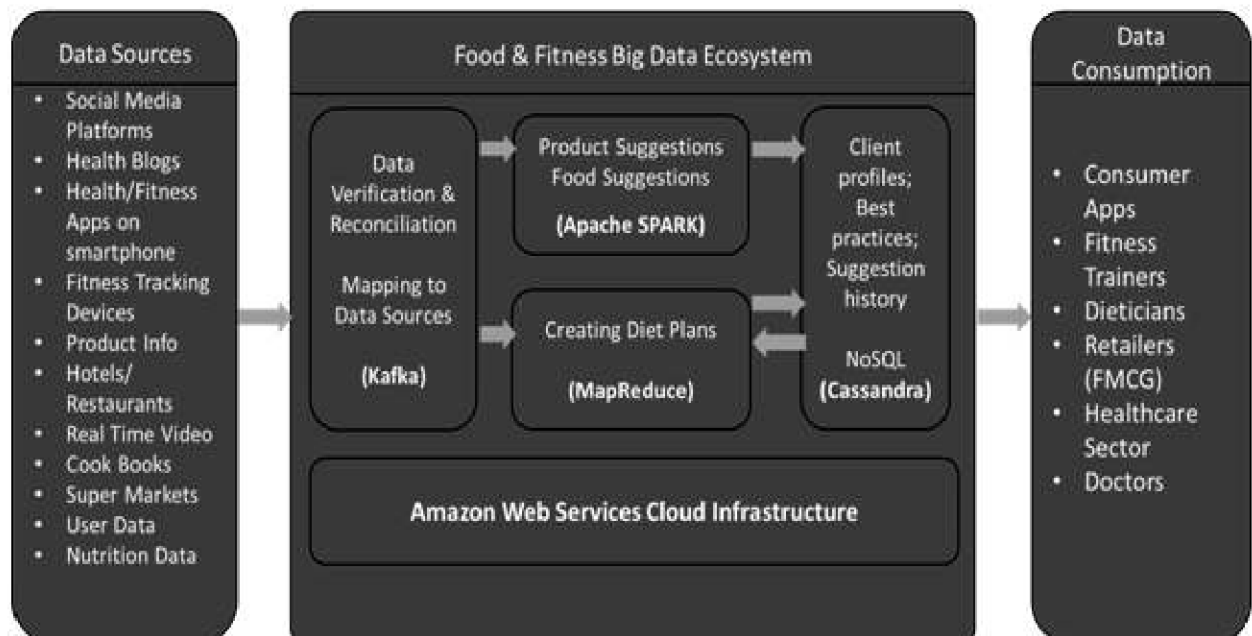 Data Sources
• Social Media
Platforms
• Health Blogs
• Health/Fitness
Apps on
smartphone
• Fitness Tracking
Devices
• Product Info
• Hotels/
Restaurants
• Real Time Video
• Cook Books
• Super Markets
• User Data
• Nutrition Data
Food & Fitness Big Data Ecosystem
Data
Verification &
Reconciliation
Mapping to
Data Sources
(Kafka)
Product Suggestions
Food Suggestions
(Apache SPARK)
Creating Diet Plans
(MapReduce)
Client
profiles;
Best
practices;
Suggestion
history
NoSQL
(Cassandra)
Amazon Web Services Cloud Infrastructure
Data
Consumption
• Consumer
Apps
• Fitness
Trainers
• Dieticians
• Retailers
(FMCG)
• Healthcare
Sector
• Doctors